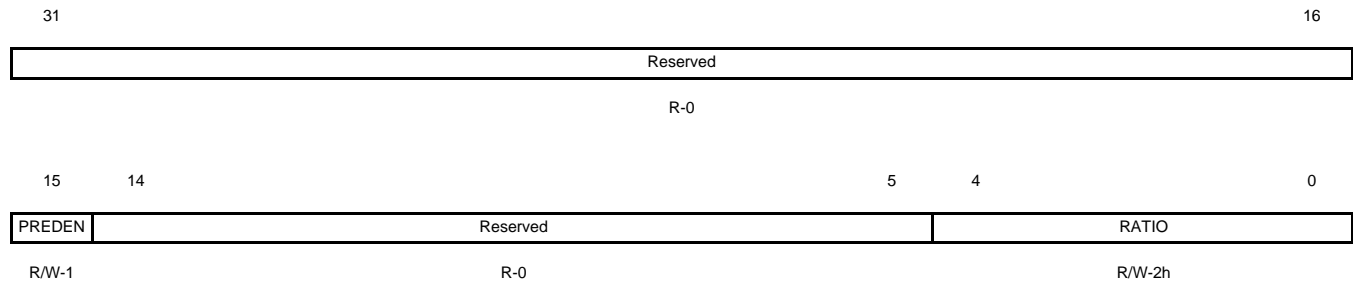 31 16
Reserved
R-0
15 14 5 4 0
PREDEN Reserved RATIO
R/W-1 R-0 R/W-2h